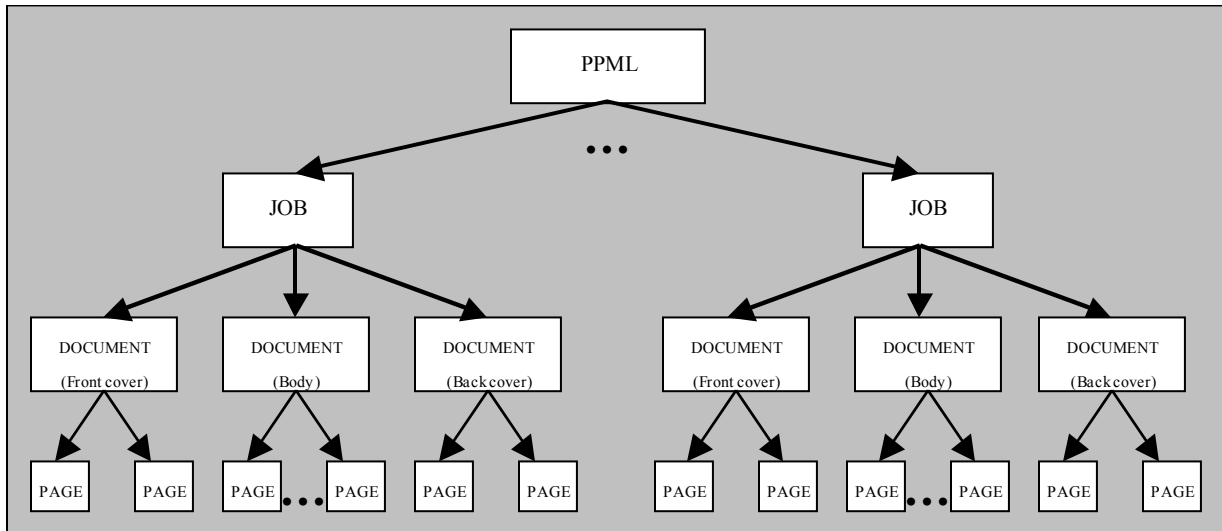 PPML
...
JOB
JOB
DOCUMENT
(Front cover)
DOCUMENT
(Body)
DOCUMENT
(Back cover)
DOCUMENT
(Front cover)
DOCUMENT
(Body)
DOCUMENT
(Back cover)
PAGE
PAGE
PAGE
...
PAGE
PAGE
PAGE
PAGE
PAGE
PAGE
...
PAGE
PAGE
PAGE